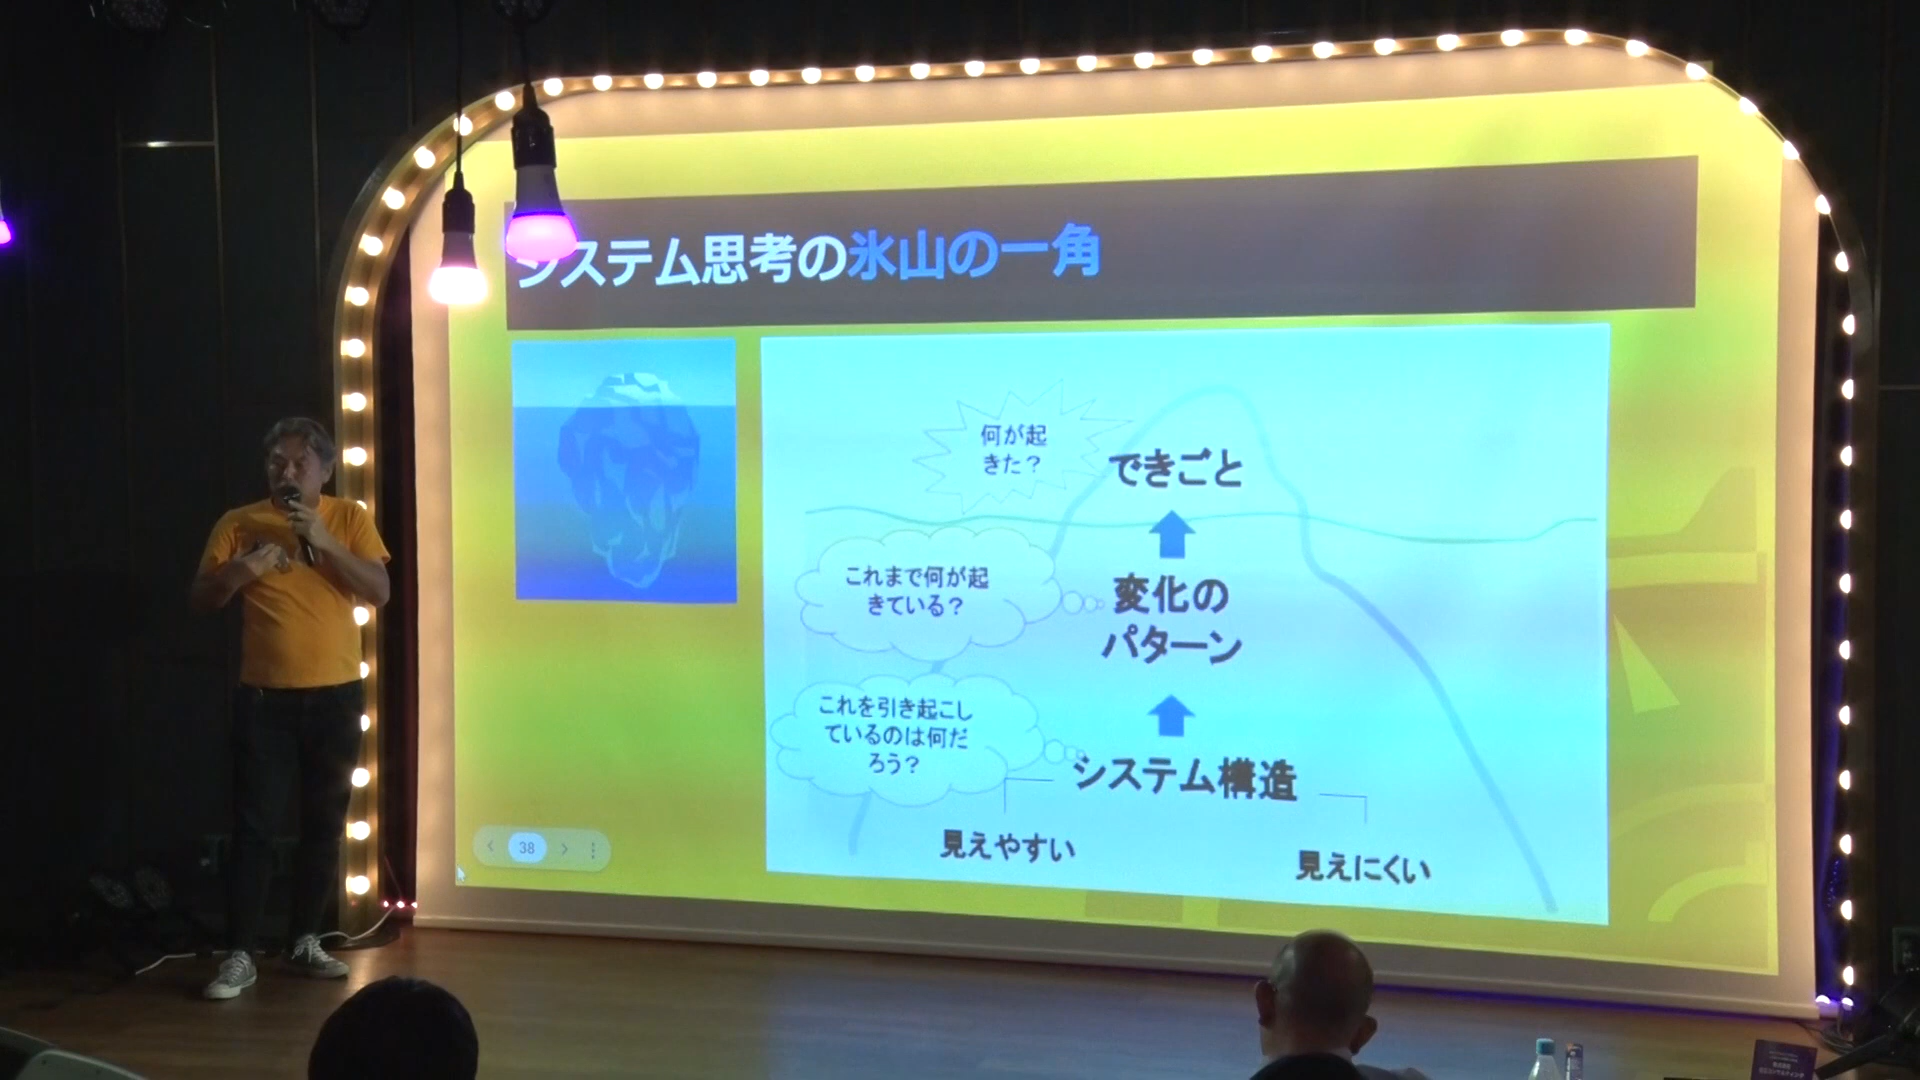 システム思考の氷山の一角
何が起
きた？
できごと
これまで何が起
きている？
変化の
パターン
これを引き起こし
ているのは何だ
ろう？
システム構造
見えやすい
見えにくい
38